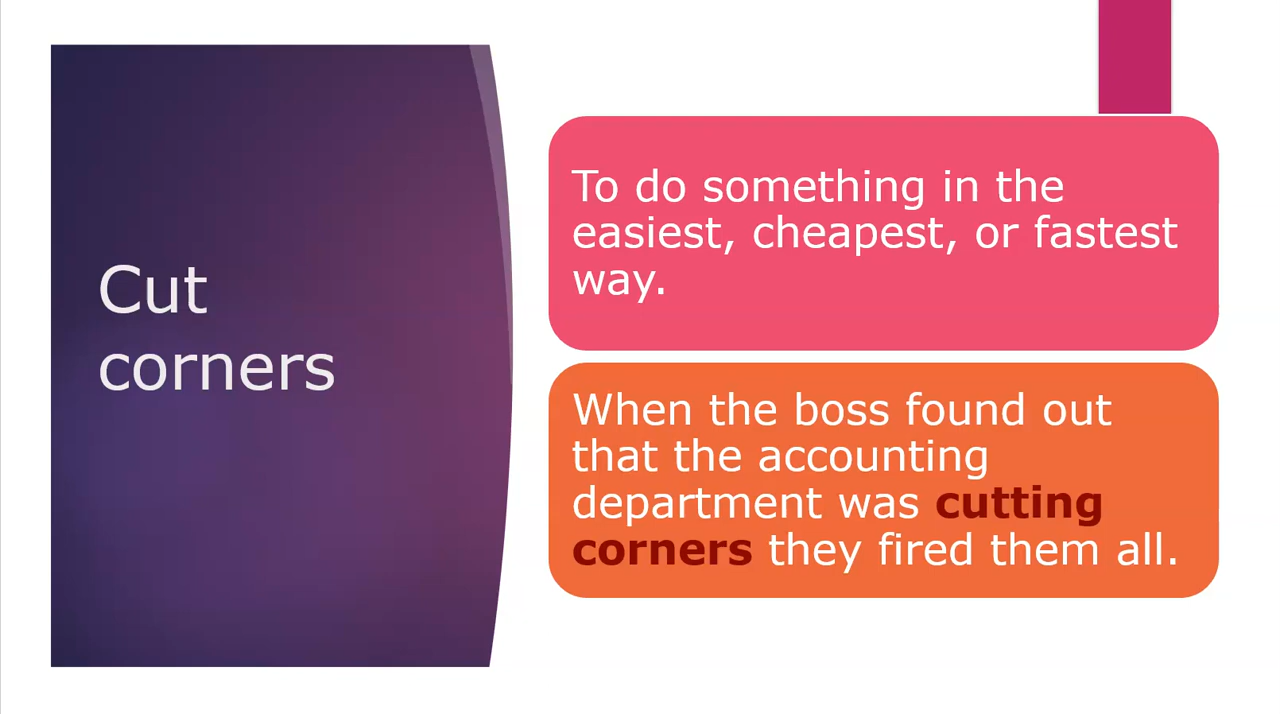 Cut
corners
To do something in the
easiest, cheapest, or fastest
way.
When the boss found out
that the accounting
department was cutting
corners they fired them all.